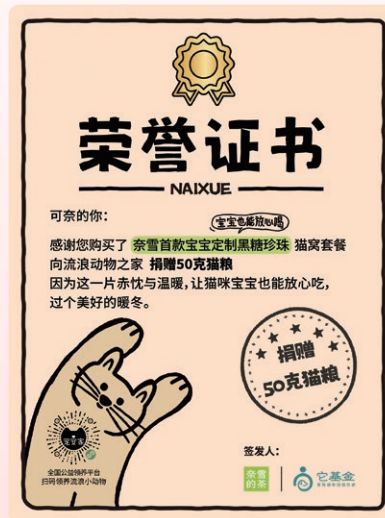 荣誉证书
NAIXUE
可奈的你：
宝宝也能放心喝
感谢您购买了 奈雪首款宝宝定制黑糖珍珠 猫窝套餐
向流浪动物之家 捐赠50克猫粮
因为这一片赤忱与温暖，让猫咪宝宝也能放心吃，
过个美好的暖冬。
捐赠
50克猫粮
全国公益领养平台
扫码领养流浪小动物
签发人：
奈雪
的茶
它基金